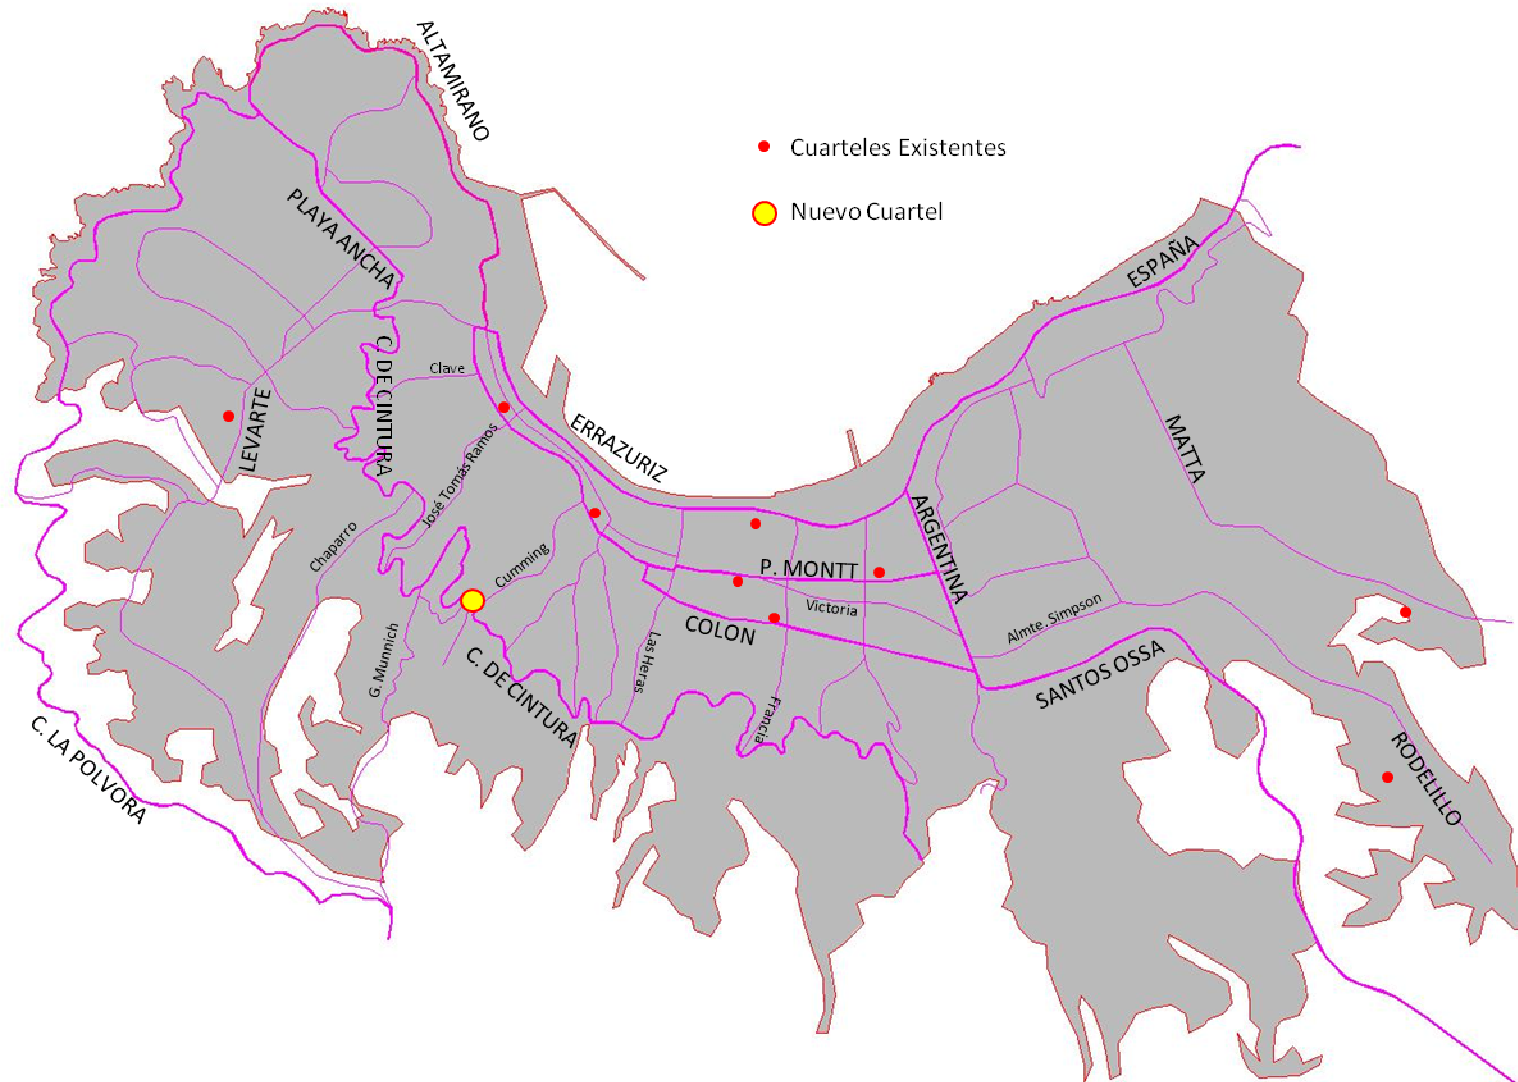 ALTAMIRANO
Cuarteles Existentes
Nuevo Cuartel
PLAYA ANCHA
ESPAÑA
C. DE CINTURA
Clave
LEVARTE
ERRAZURIZ
José Tomás Ramos
MATTA
Chaparro
Cumming
ARGENTINA
P. MONTT
Victoria
COLON
Almte. Simpson
G. Munnich
C. DE CINTURA
Las Heras
Francia
SANTOS OSSA
C. LA POLVORA
RODELILLO